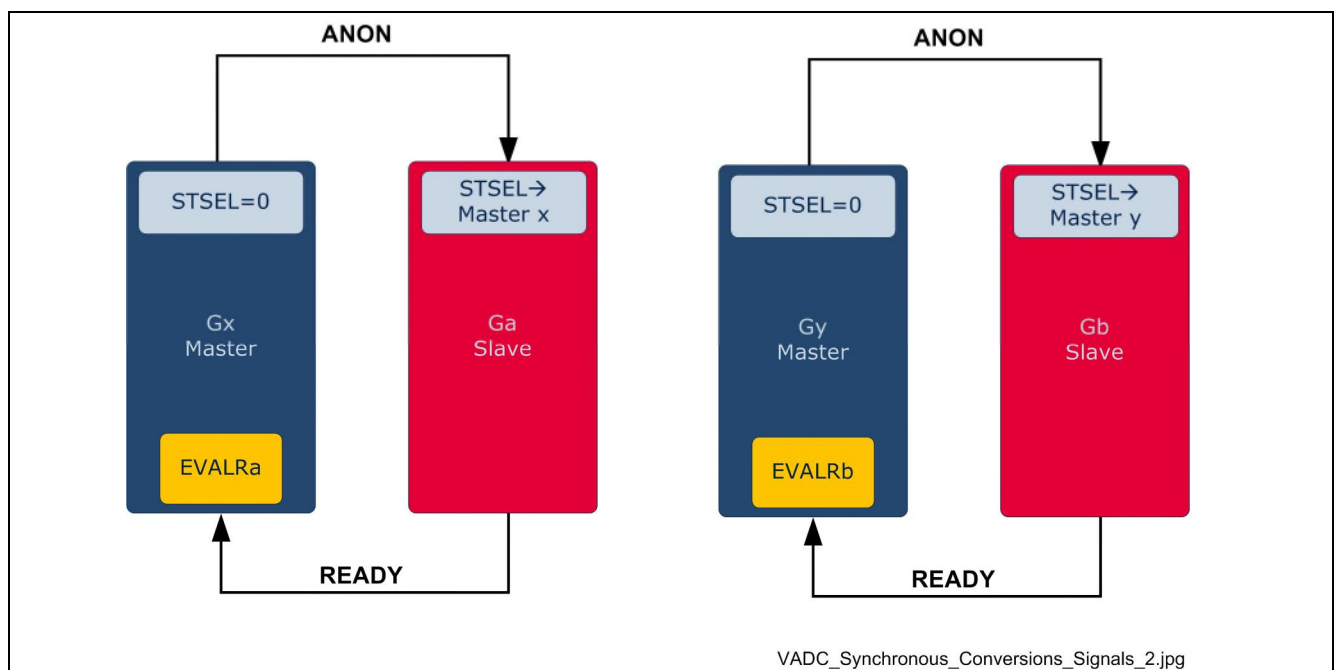 ANON
STSEL=0
STSEL→
Master x
Gx
Master
Ga
Slave
EVALRa
READY
ANON
STSEL=0
STSEL→
Master y
Gy
Master
Gb
Slave
EVALRb
READY
VADC_Synchronous_Conversions_Signals_2.jpg